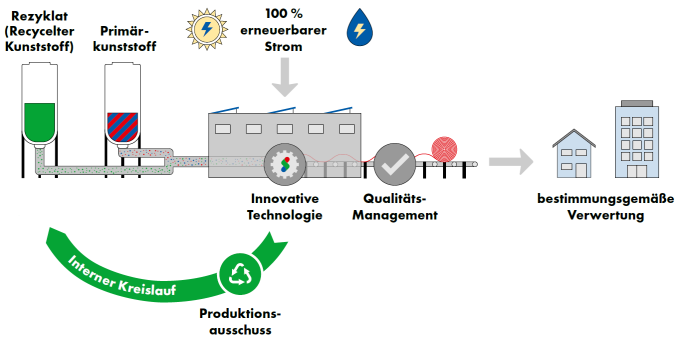 Rezyklat
(Recycelter
Kunststoff)
Primär-
kunststoff
100 %
erneuerbarer
Strom
Innovative
Technologie
Qualitäts-
Management
bestimmungsgemäße
Verwertung
Interner Kreislauf
Produktions-
ausschuss